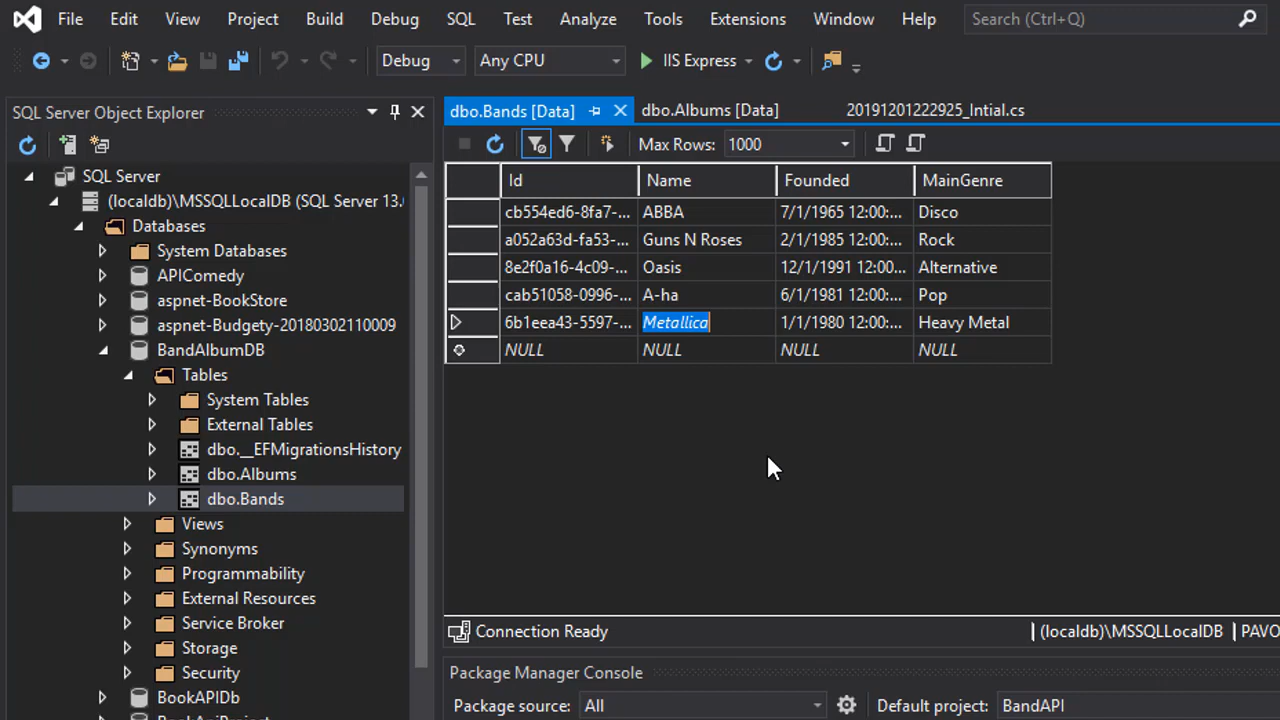 File Edit View Project Build Debug SQL Test Analyze Tools Extensions Window Help Search (Ctrl+Q)
Debug Any CPU IIS Express
SQL Server Object Explorer
dbo.Bands [Data] dbo.Albums [Data] 20191201222925_Intial.cs
Max Rows: 1000
SQL Server
(localdb)\MSSQLLocalDB (SQL Server 13.0
Databases
System Databases
APIComedy
aspnet-BookStore
aspnet-Budgety-20180302110009
BandAlbumDB
Tables
System Tables
External Tables
dbo.__EFMigrationsHistory
dbo.Albums
dbo.Bands
Views
Synonyms
Programmability
External Resources
Service Broker
Storage
Security
BookAPIDb
Id Name Founded MainGenre
cb554ed6-8fa7-... ABBA 7/1/1965 12:00:... Disco
a052a63d-fa53-... Guns N Roses 2/1/1985 12:00:... Rock
8e2f0a16-4c09-... Oasis 12/1/1991 12:00... Alternative
cab51058-0996-... A-ha 6/1/1981 12:00:... Pop
6b1eea43-5597-... Metallica 1/1/1980 12:00:... Heavy Metal
NULL NULL NULL NULL
Connection Ready (localdb)\MSSQLLocalDB PAVO
Package Manager Console
Package source: All Default project: BandAPI